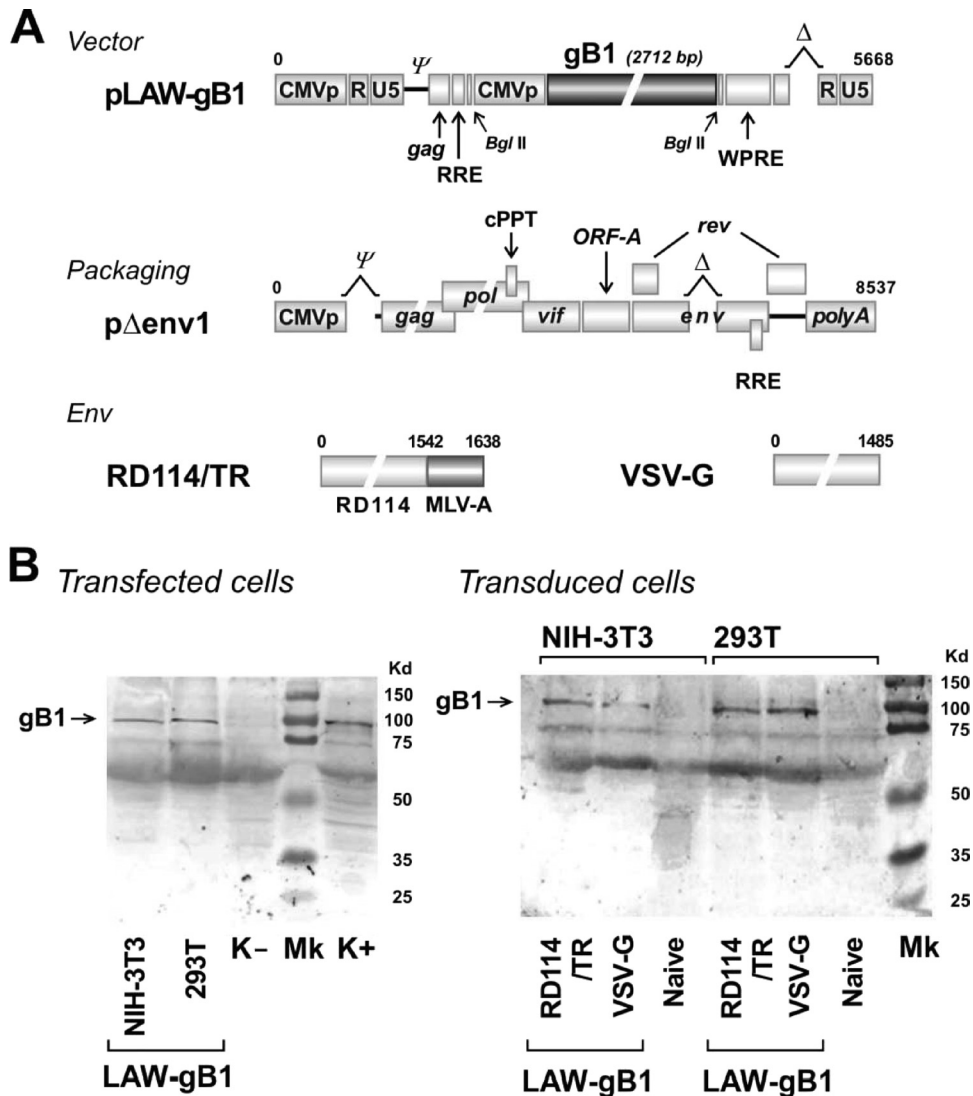 A
Vector
pLAW-gB1
0
Ψ
gB1 (2712 bp)
Δ
5668
CMVp R U5 CMVp R U5
gag
RRE
Bgl II
Bgl II
WPRE
Packaging
pΔenv1
0
Ψ
cPPT
ORF-A
rev
Δ
8537
CMVp gag pol vif env polyA
RRE
Env
RD114/TR
0 1542 1638
RD114 MLV-A
VSV-G
0 1485
B
Transfected cells
Kd
150
gB1
100
75
50
35
25
NIH-3T3
293T
K–
Mk
K+
LAW-gB1
Transduced cells
NIH-3T3
293T
Kd
150
gB1
100
75
50
35
25
RD114
/TR
VSV-G
Naive
RD114
/TR
VSV-G
Naive
Mk
LAW-gB1
LAW-gB1